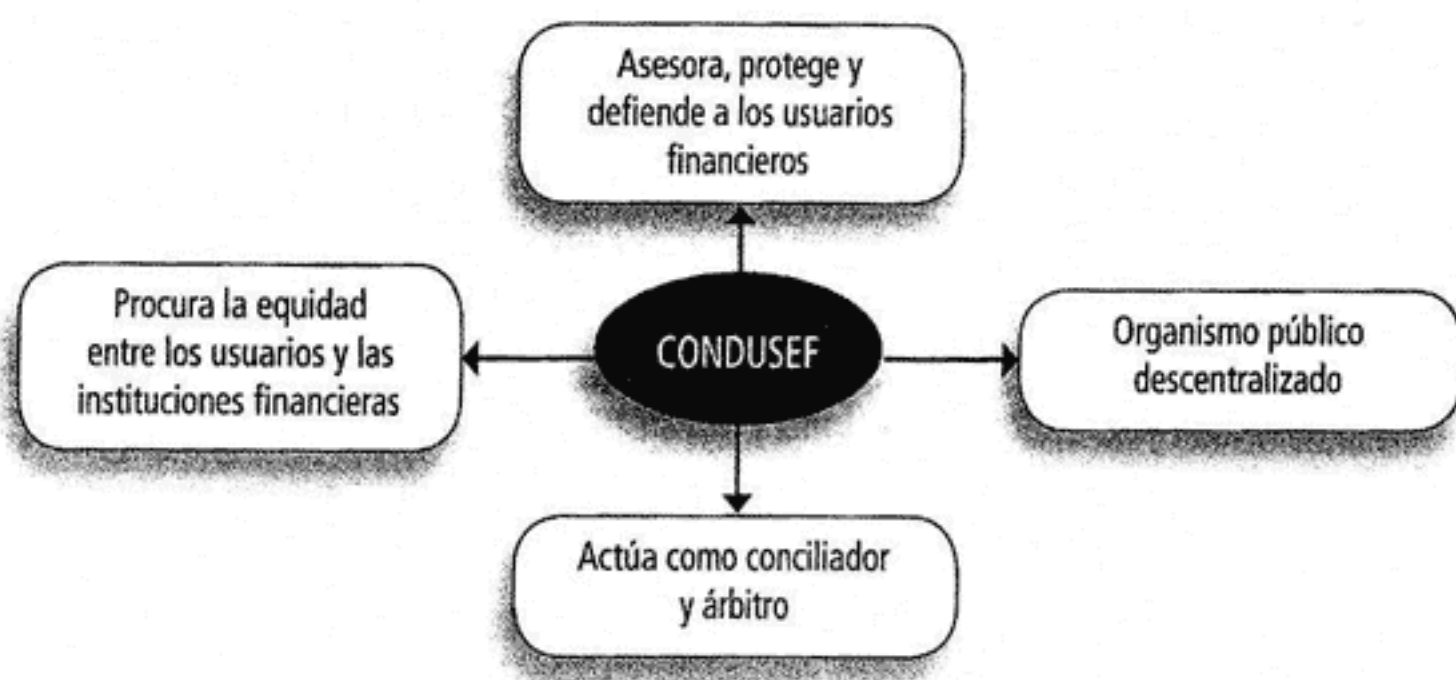 Asesora, protege y
defiende a los usuarios
financieros
Procura la equidad
entre los usuarios y las
instituciones financieras
CONDUSEF
Organismo público
descentralizado
Actúa como conciliador
y árbitro